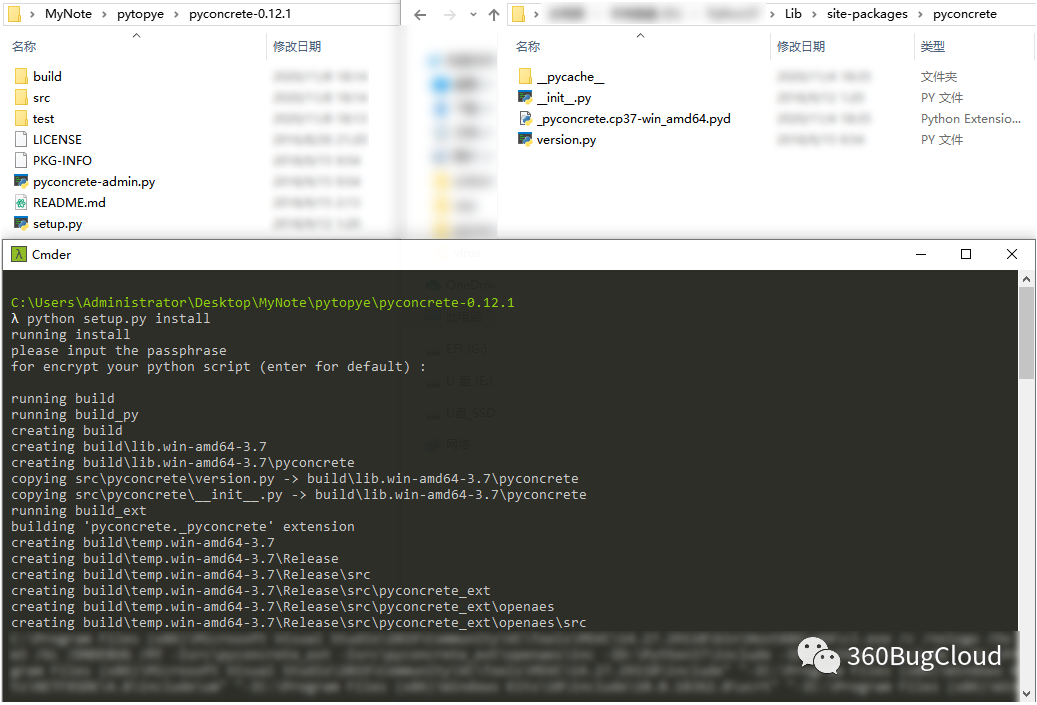 MyNote > pytopye > pyconcrete-0.12.1
名称 修改日期
build
src
test
LICENSE
PKG-INFO
pyconcrete-admin.py
README.md
setup.py
Lib > site-packages > pyconcrete
名称 修改日期 类型
__pycache__ 文件夹
__init__.py PY 文件
_pyconcrete.cp37-win_amd64.pyd Python Extensio...
version.py PY 文件
Cmder
C:\Users\Administrator\Desktop\MyNote\pytopye\pyconcrete-0.12.1
λ python setup.py install
running install
please input the passphrase
for encrypt your python script (enter for default) :
running build
running build_py
creating build
creating build\lib.win-amd64-3.7
creating build\lib.win-amd64-3.7\pyconcrete
copying src\pyconcrete\version.py -> build\lib.win-amd64-3.7\pyconcrete
copying src\pyconcrete\__init__.py -> build\lib.win-amd64-3.7\pyconcrete
running build_ext
building 'pyconcrete._pyconcrete' extension
creating build\temp.win-amd64-3.7
creating build\temp.win-amd64-3.7\Release
creating build\temp.win-amd64-3.7\Release\src
creating build\temp.win-amd64-3.7\Release\src\pyconcrete_ext
creating build\temp.win-amd64-3.7\Release\src\pyconcrete_ext\openaes
creating build\temp.win-amd64-3.7\Release\src\pyconcrete_ext\openaes\src
360BugCloud